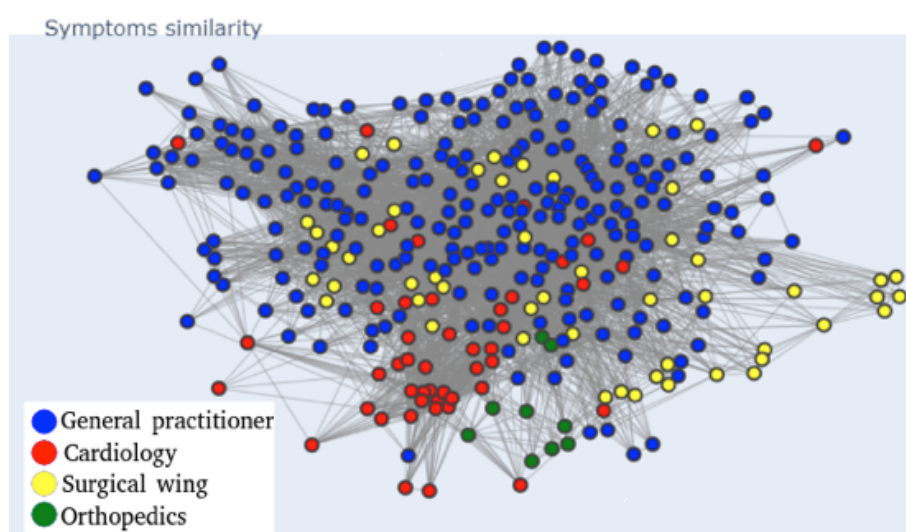 Symptoms similarity
General practitioner
Cardiology
Surgical wing
Orthopedics